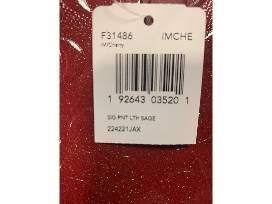 F31486 IMCHE
IM/Cherry
1 92643 03520 1
SIG PNT LTH SAGE
224221JAX